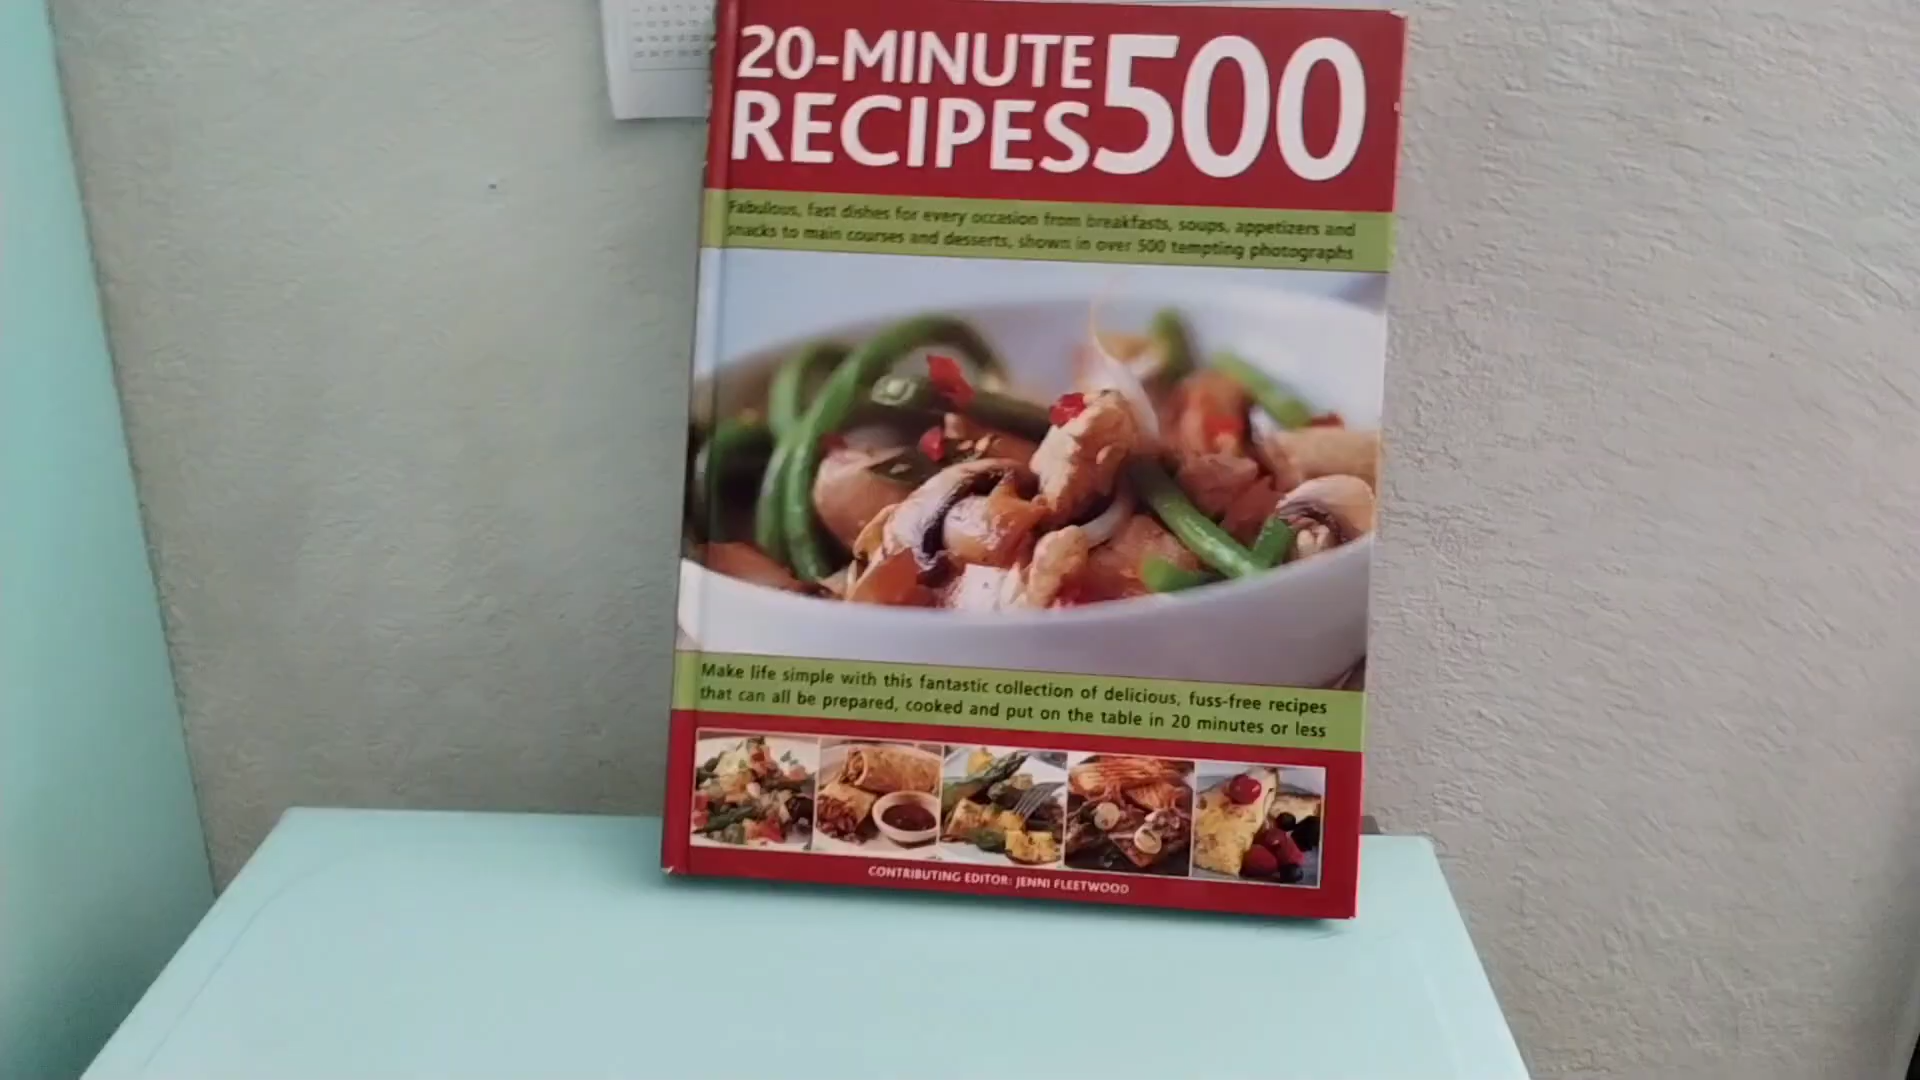 20-MINUTE
RECIPES 500
Fabulous, fast dishes for every occasion from breakfasts, soups, appetizers and
snacks to main courses and desserts, shown in over 500 tempting photographs
Make life simple with this fantastic collection of delicious, fuss-free recipes
that can all be prepared, cooked and put on the table in 20 minutes or less
CONTRIBUTING EDITOR: JENNI FLEETWOOD